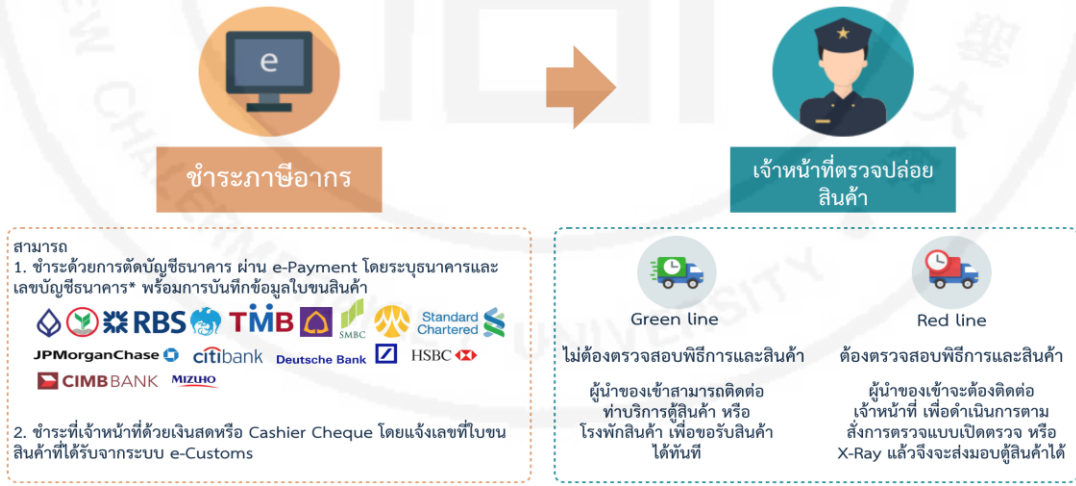 e
ชำระภาษีอากร
เจ้าหน้าที่ตรวจปล่อย
สินค้า
สามารถ
1. ชำระด้วยการตัดบัญชีธนาคาร ผ่าน e-Payment โดยระบุธนาคารและ
เลขบัญชีธนาคาร* พร้อมการบันทึกข้อมูลใบขนสินค้า
RBS TMB SMBC Standard
Chartered
JPMorganChase citibank Deutsche Bank HSBC
CIMB BANK MIZUHO
2. ชำระที่เจ้าหน้าที่ด้วยเงินสดหรือ Cashier Cheque โดยแจ้งเลขที่ใบขน
สินค้าที่ได้รับจากระบบ e-Customs
Green line
ไม่ต้องตรวจสอบพิธีการและสินค้า
ผู้นำของเข้าสามารถติดต่อ
ท่าบริการตู้สินค้า หรือ
โรงพักสินค้า เพื่อขอรับสินค้า
ได้ทันที
Red line
ต้องตรวจสอบพิธีการและสินค้า
ผู้นำของเข้าจะต้องติดต่อ
เจ้าหน้าที่ เพื่อดำเนินการตาม
สั่งการตรวจแบบเปิดตรวจ หรือ
X-Ray แล้วจึงจะส่งมอบตู้สินค้าได้
UNIVERSITY